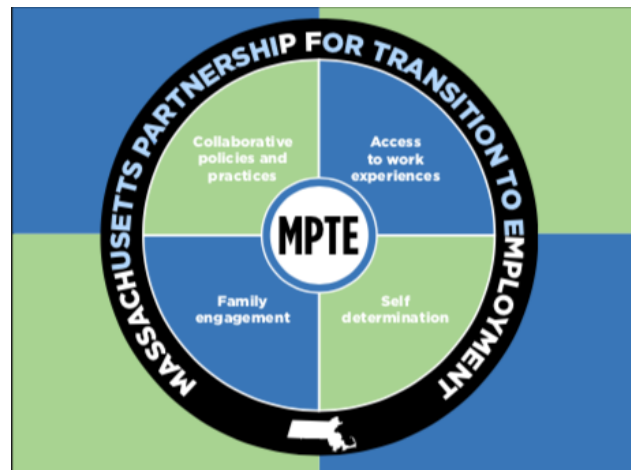 MASSACHUSETTS PARTNERSHIP FOR TRANSITION TO EMPLOYMENT
Collaborative
policies and
practices
Access
to work
experiences
MPTE
Family
engagement
Self
determination